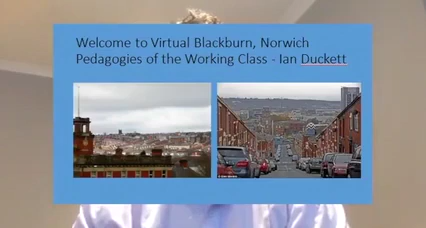 Welcome to Virtual Blackburn, Norwich
Pedagogies of the Working Class - Ian Duckett